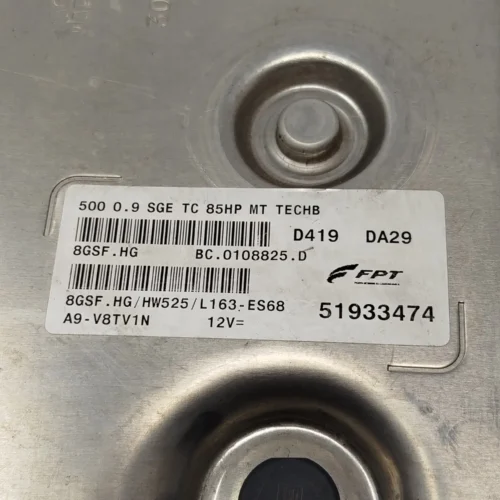 500 0.9 SGE TC 85HP MT TECHB
D419 DA29
8GSF.HG BC.0108825.D
FPT
8GSF.HG/HW525/L163-ES68
51933474
A9-V8TV1N 12V=